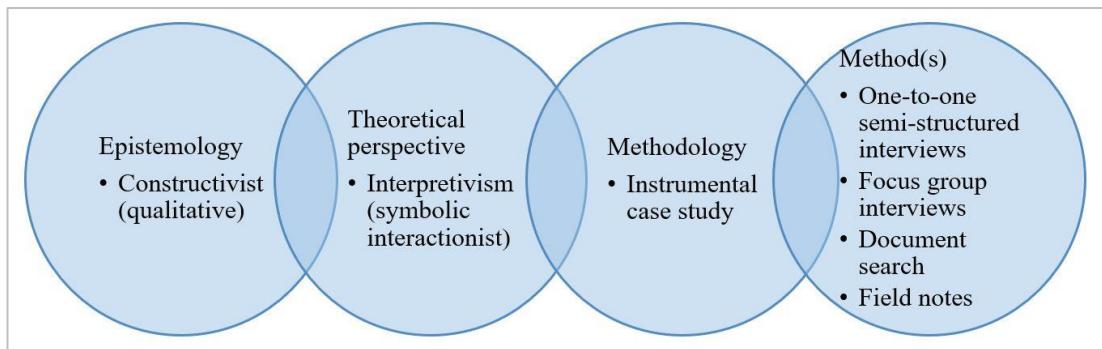 Epistemology
• Constructivist
(qualitative)
Theoretical
perspective
• Interpretivism
(symbolic
interactionist)
Methodology
• Instrumental
case study
Method(s)
• One-to-one
semi-structured
interviews
• Focus group
interviews
• Document
search
• Field notes